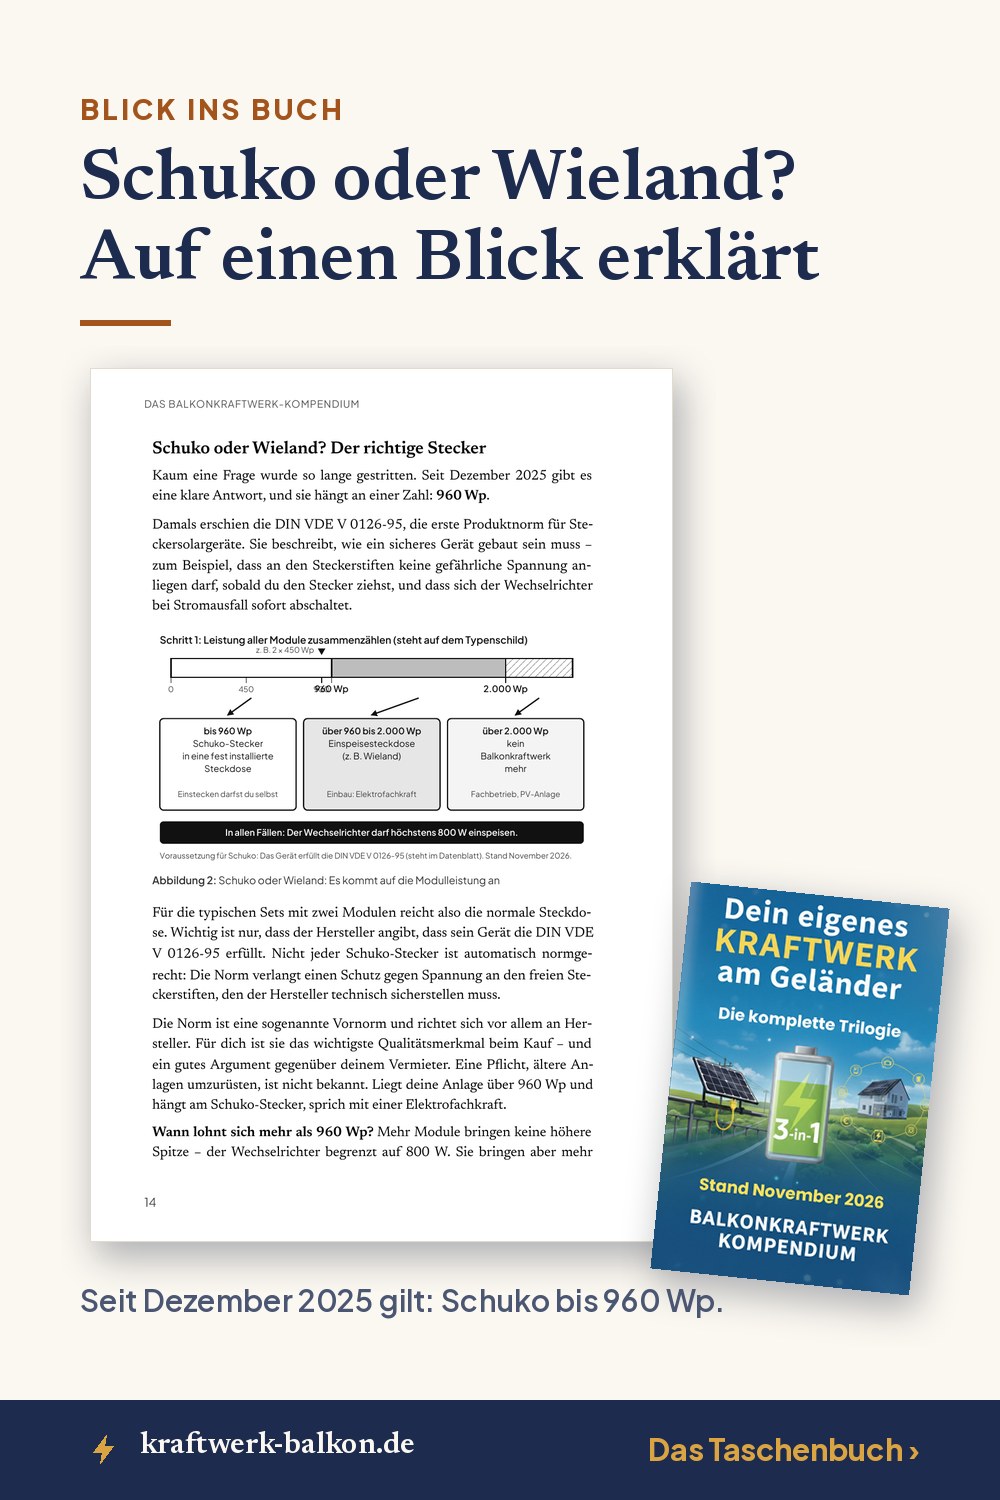 BLICK INS BUCH
Schuko oder Wieland?
Auf einen Blick erklärt
DAS BALKONKRAFTWERK-KOMPENDIUM
Schuko oder Wieland? Der richtige Stecker
Kaum eine Frage wurde so lange gestritten. Seit Dezember 2025 gibt es
eine klare Antwort, und sie hängt an einer Zahl: 960 Wp.
Damals erschien die DIN VDE V 0126-95, die erste Produktnorm für Ste-
ckersolargeräte. Sie beschreibt, wie ein sicheres Gerät gebaut sein muss –
zum Beispiel, dass an den Steckerstiften keine gefährliche Spannung an-
liegen darf, sobald du den Stecker ziehst, und dass sich der Wechselrichter
bei Stromausfall sofort abschaltet.
Schritt 1: Leistung aller Module zusammenzählen (steht auf dem Typenschild)
z. B. 2 x 450 Wp
0
450
960 Wp
2.000 Wp
bis 960 Wp
Schuko-Stecker
in eine fest installierte
Steckdose
Einstecken darfst du selbst
über 960 bis 2.000 Wp
Einspeisesteckdose
(z. B. Wieland)
Einbau: Elektrofachkraft
über 2.000 Wp
kein
Balkonkraftwerk
mehr
Fachbetrieb, PV-Anlage
In allen Fällen: Der Wechselrichter darf höchstens 800 W einspeisen.
Voraussetzung für Schuko: Das Gerät erfüllt die DIN VDE V 0126-95 (steht im Datenblatt). Stand November 2026.
Abbildung 2: Schuko oder Wieland: Es kommt auf die Modulleistung an
Für die typischen Sets mit zwei Modulen reicht also die normale Steckdo-
se. Wichtig ist nur, dass der Hersteller angibt, dass sein Gerät die DIN VDE
V 0126-95 erfüllt. Nicht jeder Schuko-Stecker ist automatisch normge-
recht: Die Norm verlangt einen Schutz gegen Spannung an den freien Ste-
ckerstiften, den der Hersteller technisch sicherstellen muss.
Die Norm ist eine sogenannte Vornorm und richtet sich vor allem an Her-
steller. Für dich ist sie das wichtigste Qualitätsmerkmal beim Kauf – und
ein gutes Argument gegenüber deinem Vermieter. Eine Pflicht, ältere An-
lagen umzurüsten, ist nicht bekannt. Liegt deine Anlage über 960 Wp und
hängt am Schuko-Stecker, sprich mit einer Elektrofachkraft.
Wann lohnt sich mehr als 960 Wp? Mehr Module bringen keine höhere
Spitze – der Wechselrichter begrenzt auf 800 W. Sie bringen aber mehr
14
Dein eigenes
KRAFTWERK
am Geländer
Die komplette Trilogie
3-in-1
Stand November 2026
BALKONKRAFTWERK
KOMPENDIUM
Seit Dezember 2025 gilt: Schuko bis 960 Wp.
kraftwerk-balkon.de
Das Taschenbuch ›